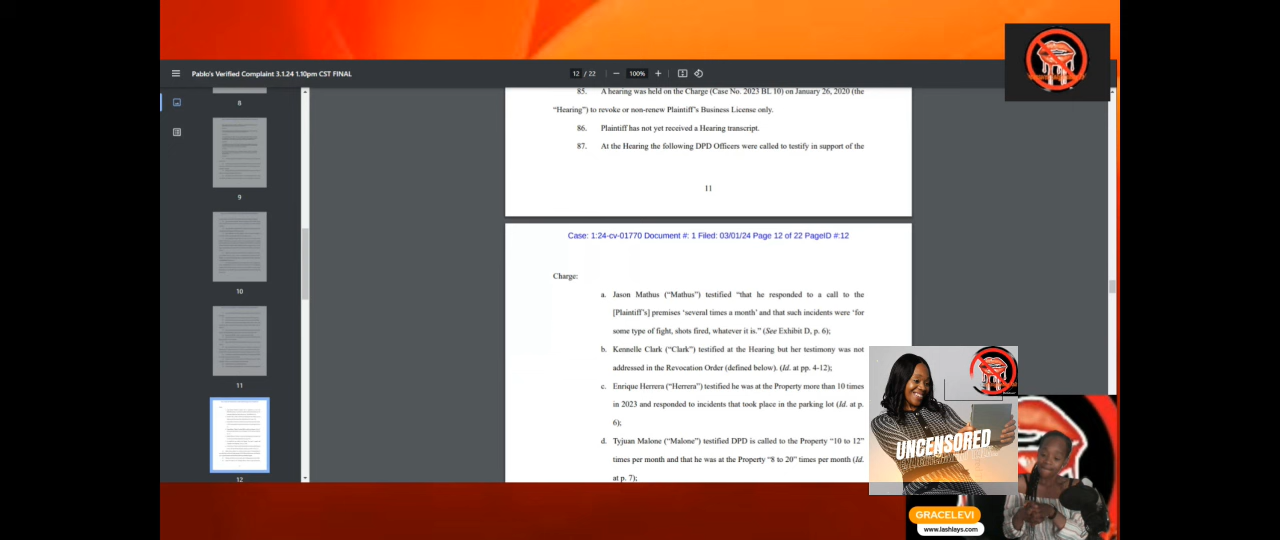 Pablo's Verified Complaint 3.1.24 1.10pm CST FINAL
12 / 22
100%
8
9
10
11
12
85. A hearing was held on the Charge (Case No. 2023 BL 10) on January 26, 2020 (the
"Hearing") to revoke or non-renew Plaintiff's Business License only.
86. Plaintiff has not yet received a Hearing transcript.
87. At the Hearing the following DPD Officers were called to testify in support of the
11
Case: 1:24-cv-01770 Document #: 1 Filed: 03/01/24 Page 12 of 22 PageID #:12
Charge:
a. Jason Mathus ("Mathus") testified "that he responded to a call to the
[Plaintiff's] premises 'several times a month' and that such incidents were 'for
some type of fight, shots fired, whatever it is." (See Exhibit D, p. 6);
b. Kennelle Clark ("Clark") testified at the Hearing but her testimony was not
addressed in the Revocation Order (defined below). (Id. at pp. 4-12);
c. Enrique Herrera ("Herrera") testified he was at the Property more than 10 times
in 2023 and responded to incidents that took place in the parking lot (Id. at p.
6);
d. Tyjuan Malone ("Malone") testified DPD is called to the Property "10 to 12"
times per month and that he was at the Property "8 to 20" times per month (Id.
at p. 7);
UNCENSORED
GRACELEVI
www.lashlays.com